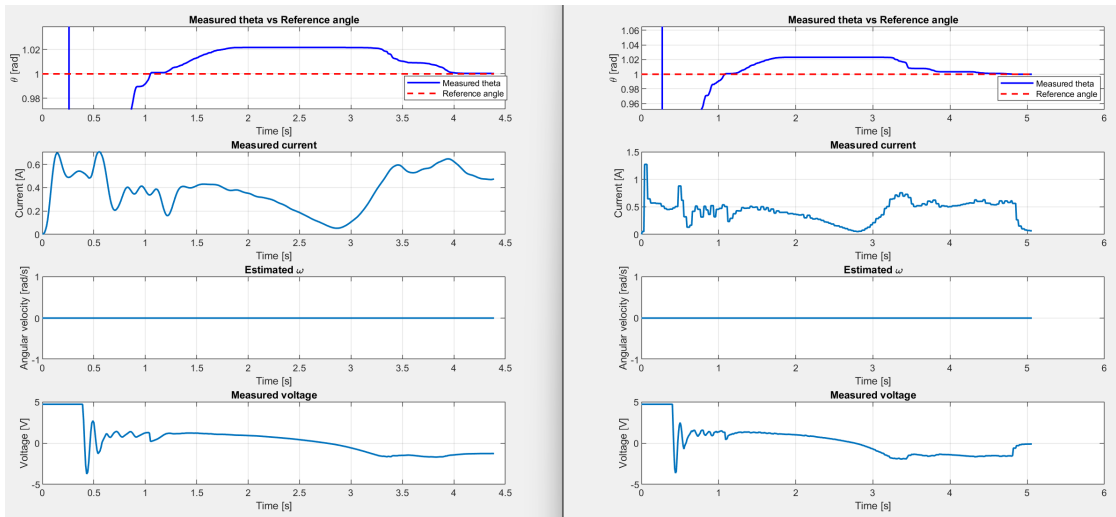 Measured theta vs Reference angle
1.02
1
0.98
θ [rad]
Measured theta
Reference angle
0 0.5 1 1.5 2 2.5 3 3.5 4 4.5
Time [s]
Measured current
0.6
0.4
0.2
0
Current [A]
0 0.5 1 1.5 2 2.5 3 3.5 4 4.5
Time [s]
Estimated ω
1
0
-1
Angular velocity [rad/s]
0 0.5 1 1.5 2 2.5 3 3.5 4 4.5
Time [s]
Measured voltage
5
0
-5
Voltage [V]
0 0.5 1 1.5 2 2.5 3 3.5 4 4.5
Time [s]
Measured theta vs Reference angle
1.06
1.04
1.02
1
0.98
0.96
θ [rad]
Measured theta
Reference angle
0 1 2 3 4 5 6
Time [s]
Measured current
1.5
1
0.5
0
Current [A]
0 1 2 3 4 5 6
Time [s]
Estimated ω
1
0
-1
Angular velocity [rad/s]
0 1 2 3 4 5 6
Time [s]
Measured voltage
5
0
-5
Voltage [V]
0 1 2 3 4 5 6
Time [s]